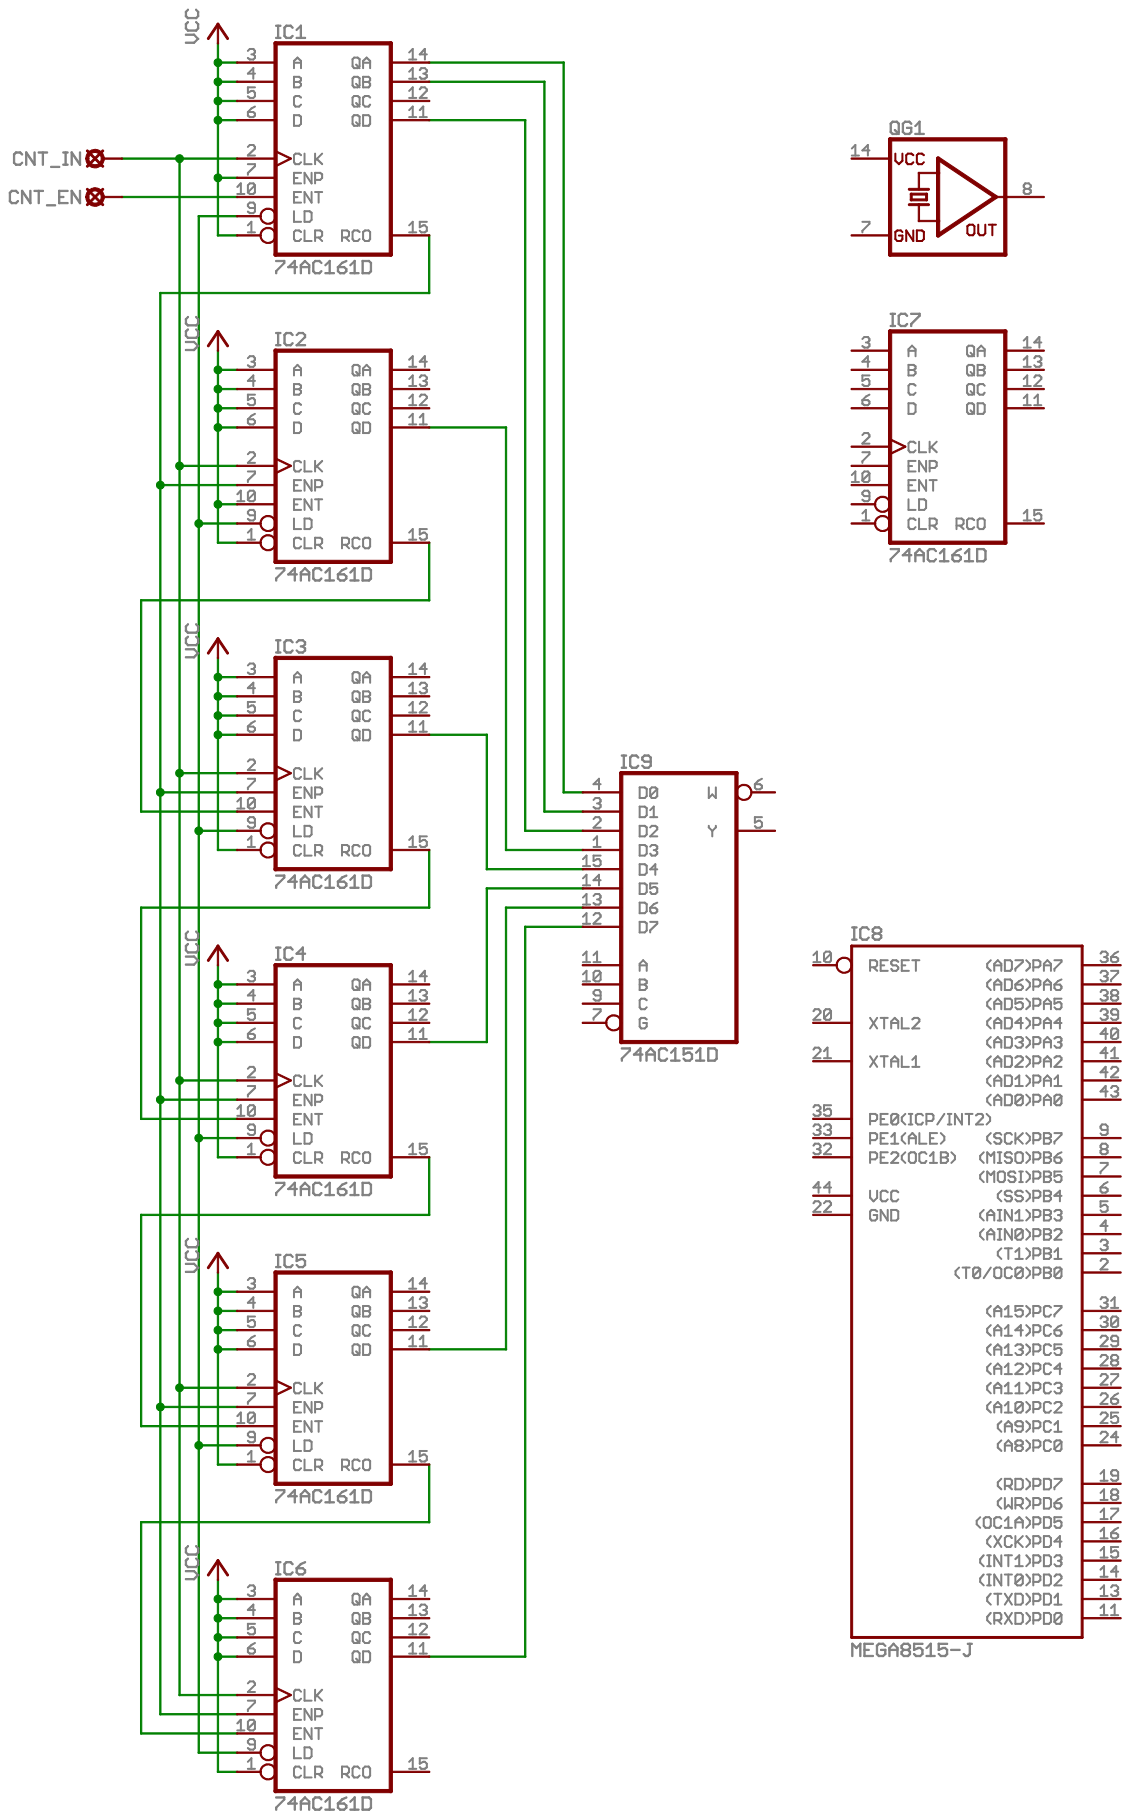 VCC
IC1
3 A QA 14
4 B QB 13
5 C QC 12
6 D QD 11
CNT_IN
2 CLK
7 ENP
CNT_EN
10 ENT
9 LD
1 CLR RCO 15
74AC161D
VCC
IC2
3 A QA 14
4 B QB 13
5 C QC 12
6 D QD 11
2 CLK
7 ENP
10 ENT
9 LD
1 CLR RCO 15
74AC161D
VCC
IC3
3 A QA 14
4 B QB 13
5 C QC 12
6 D QD 11
2 CLK
7 ENP
10 ENT
9 LD
1 CLR RCO 15
74AC161D
VCC
IC4
3 A QA 14
4 B QB 13
5 C QC 12
6 D QD 11
2 CLK
7 ENP
10 ENT
9 LD
1 CLR RCO 15
74AC161D
VCC
IC5
3 A QA 14
4 B QB 13
5 C QC 12
6 D QD 11
2 CLK
7 ENP
10 ENT
9 LD
1 CLR RCO 15
74AC161D
VCC
IC6
3 A QA 14
4 B QB 13
5 C QC 12
6 D QD 11
2 CLK
7 ENP
10 ENT
9 LD
1 CLR RCO 15
74AC161D
IC9
4 D0 W 6
3 D1
2 D2 Y 5
1 D3
15 D4
14 D5
13 D6
12 D7
11 A
10 B
9 C
7 G
74AC151D
QG1
14 VCC
8
7 GND OUT
IC7
3 A QA 14
4 B QB 13
5 C QC 12
6 D QD 11
2 CLK
7 ENP
10 ENT
9 LD
1 CLR RCO 15
74AC161D
IC8
10 RESET (AD7)PA7 36
(AD6)PA6 37
(AD5)PA5 38
20 XTAL2 (AD4)PA4 39
(AD3)PA3 40
21 XTAL1 (AD2)PA2 41
(AD1)PA1 42
(AD0)PA0 43
35 PE0(ICP/INT2)
33 PE1(ALE) (SCK)PB7 9
32 PE2(OC1B) (MISO)PB6 8
(MOSI)PB5 7
44 VCC (SS)PB4 6
22 GND (AIN1)PB3 5
(AIN0)PB2 4
(T1)PB1 3
(T0/OC0)PB0 2
(A15)PC7 31
(A14)PC6 30
(A13)PC5 29
(A12)PC4 28
(A11)PC3 27
(A10)PC2 26
(A9)PC1 25
(A8)PC0 24
(RD)PD7 19
(WR)PD6 18
(OC1A)PD5 17
(XCK)PD4 16
(INT1)PD3 15
(INT0)PD2 14
(TXD)PD1 13
(RXD)PD0 11
MEGA8515-J